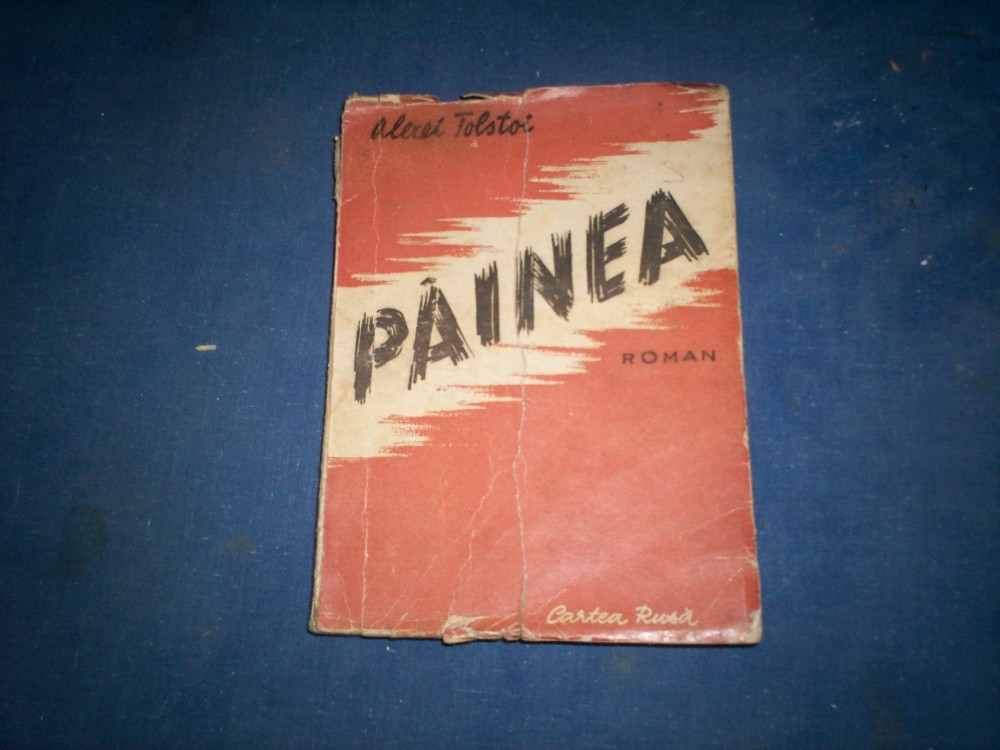 Alexei Tolstoi
PÂINEA
ROMAN
Cartea Rusă